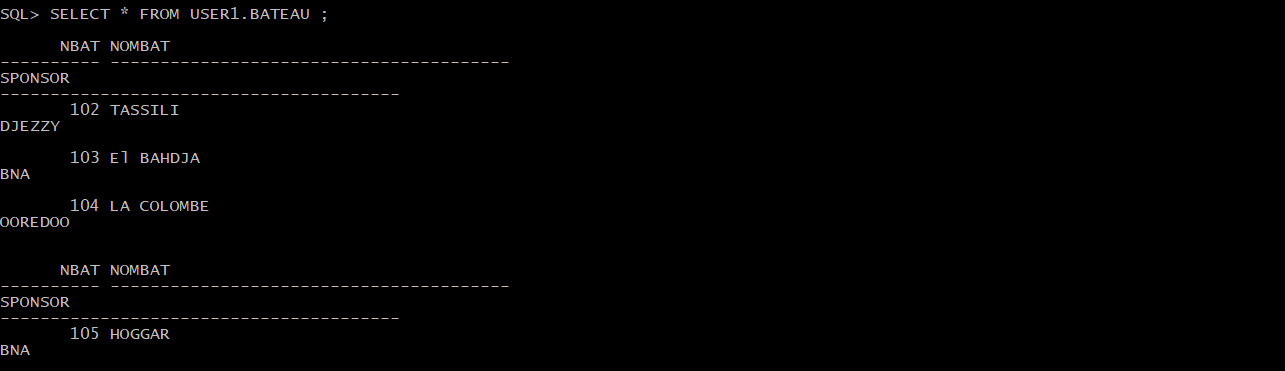 SQL> SELECT * FROM USER1.BATEAU ;
NBAT NOMBAT
---------- ----------------------------------------
SPONSOR
----------------------------------------
102 TASSILI
DJEZZY
103 El BAHDJA
BNA
104 LA COLOMBE
OOREDOO
NBAT NOMBAT
---------- ----------------------------------------
SPONSOR
----------------------------------------
105 HOGGAR
BNA